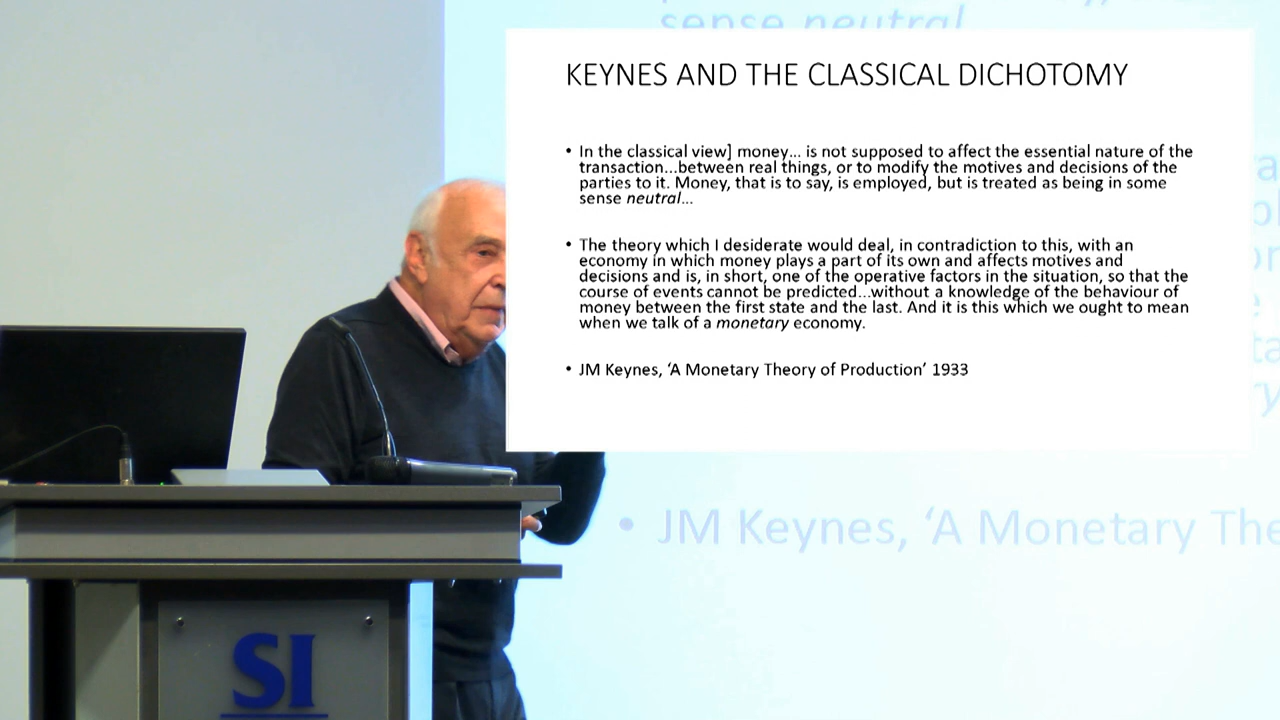 sense neutral
KEYNES AND THE CLASSICAL DICHOTOMY
• In the classical view] money... is not supposed to affect the essential nature of the
transaction...between real things, or to modify the motives and decisions of the
parties to it. Money, that is to say, is employed, but is treated as being in some
sense neutral...
• The theory which I desiderate would deal, in contradiction to this, with an
economy in which money plays a part of its own and affects motives and
decisions and is, in short, one of the operative factors in the situation, so that the
course of events cannot be predicted...without a knowledge of the behaviour of
money between the first state and the last. And it is this which we ought to mean
when we talk of a monetary economy.
• JM Keynes, ‘A Monetary Theory of Production’ 1933
• JM Keynes, ‘A Monetary The
SI